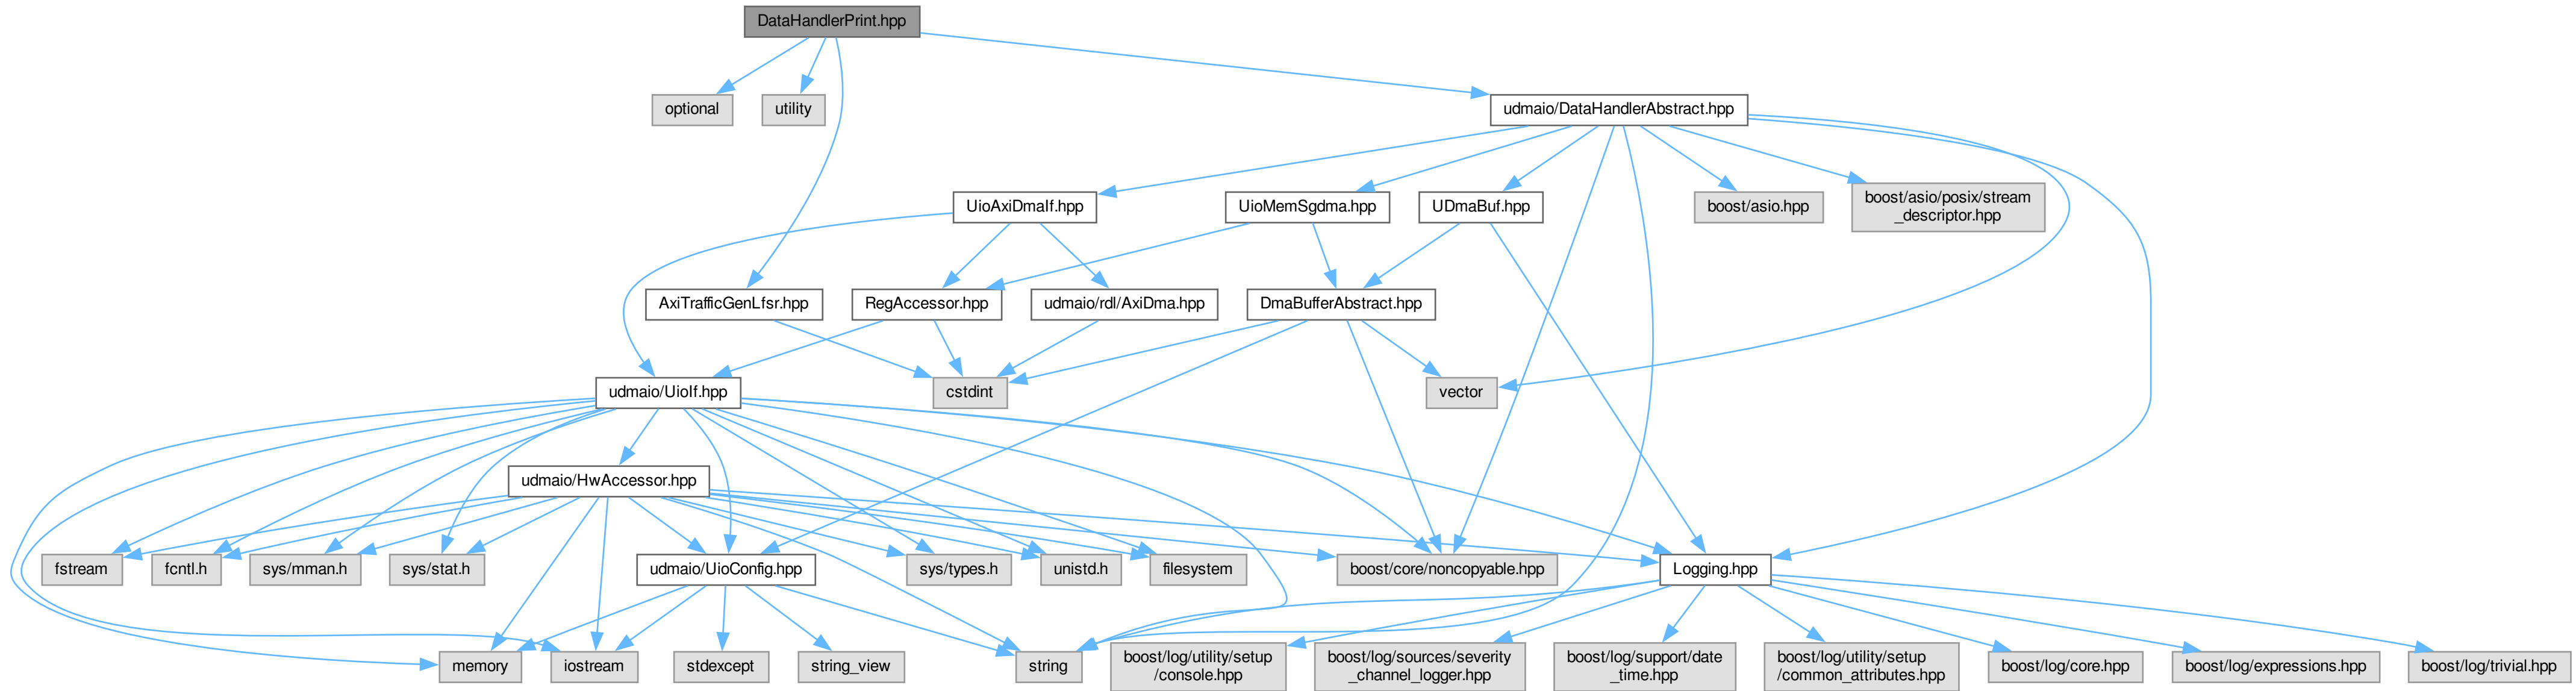 DataHandlerPrint.hpp
optional
utility
udmaio/DataHandlerAbstract.hpp
UioAxiDmaIf.hpp
UioMemSgdma.hpp
UDmaBuf.hpp
boost/asio.hpp
boost/asio/posix/stream
_descriptor.hpp
AxiTrafficGenLfsr.hpp
RegAccessor.hpp
udmaio/rdl/AxiDma.hpp
DmaBufferAbstract.hpp
udmaio/UioIf.hpp
cstdint
vector
udmaio/HwAccessor.hpp
fstream
fcntl.h
sys/mman.h
sys/stat.h
udmaio/UioConfig.hpp
sys/types.h
unistd.h
filesystem
boost/core/noncopyable.hpp
Logging.hpp
memory
iostream
stdexcept
string_view
string
boost/log/utility/setup
/console.hpp
boost/log/sources/severity
_channel_logger.hpp
boost/log/support/date
_time.hpp
boost/log/utility/setup
/common_attributes.hpp
boost/log/core.hpp
boost/log/expressions.hpp
boost/log/trivial.hpp